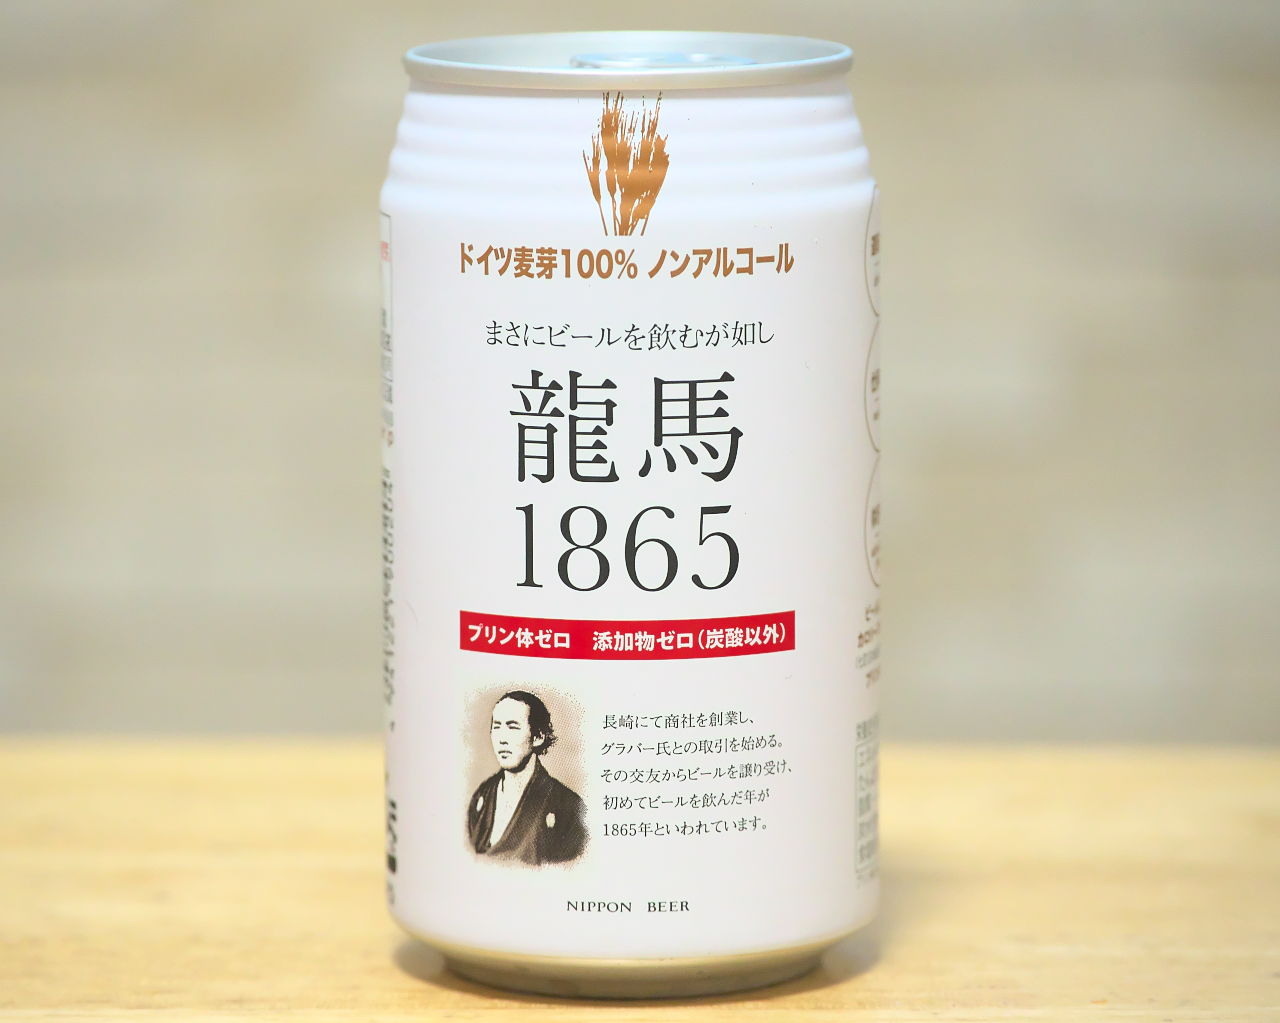 ドイツ麦芽100% ノンアルコール
まさにビールを飲むが如し
龍馬
1865
プリン体ゼロ 添加物ゼロ(炭酸以外)
長崎にて商社を創業し、
グラバー氏との取引を始める。
その交友からビールを譲り受け、
初めてビールを飲んだ年が
1865年といわれています。
NIPPON BEER